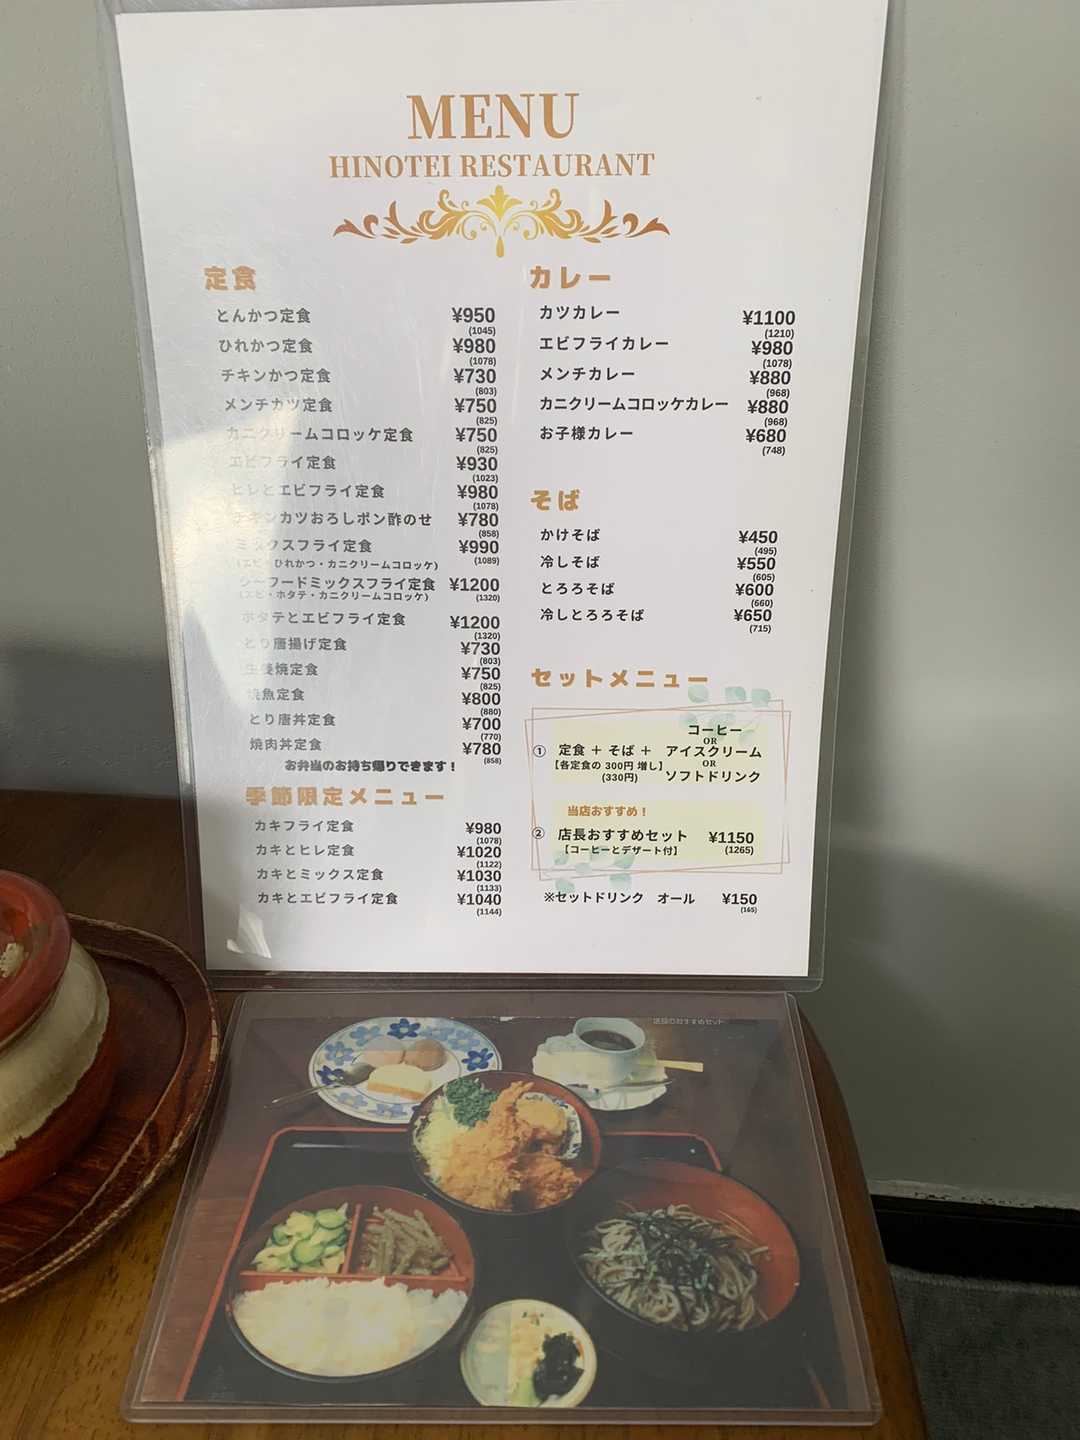 MENU
HINOTEI RESTAURANT
定食
とんかつ定食 ¥950
(1045)
ひれかつ定食 ¥980
(1078)
チキンかつ定食 ¥730
(803)
メンチカツ定食 ¥750
(825)
カニクリームコロッケ定食 ¥750
(825)
エビフライ定食 ¥930
(1023)
ヒレとエビフライ定食 ¥980
(1078)
チキンカツおろしポン酢のせ ¥780
(858)
ミックスフライ定食 ¥990
(エビ・ひれかつ・カニクリームコロッケ) (1089)
シーフードミックスフライ定食 ¥1200
(エビ・ホタテ・カニクリームコロッケ) (1320)
ホタテとエビフライ定食 ¥1200
(1320)
とり唐揚げ定食 ¥730
(803)
生姜焼定食 ¥750
(825)
焼魚定食 ¥800
(880)
とり唐丼定食 ¥700
(770)
焼肉丼定食 ¥780
(858)
お弁当のお持ち帰りできます！
季節限定メニュー
カキフライ定食 ¥980
(1078)
カキとヒレ定食 ¥1020
(1122)
カキとミックス定食 ¥1030
(1133)
カキとエビフライ定食 ¥1040
(1144)
カレー
カツカレー ¥1100
(1210)
エビフライカレー ¥980
(1078)
メンチカレー ¥880
(968)
カニクリームコロッケカレー ¥880
(968)
お子様カレー ¥680
(748)
そば
かけそば ¥450
(495)
冷しそば ¥550
(605)
とろろそば ¥600
(660)
冷しとろろそば ¥650
(715)
セットメニュー
コーヒー
OR
① 定食 ＋ そば ＋ アイスクリーム
【各定食の 300円 増し】 OR
(330円) ソフトドリンク
当店おすすめ！
② 店長おすすめセット ¥1150
【コーヒーとデザート付】 (1265)
※セットドリンク オール ¥150
(165)
店長のおすすめセット